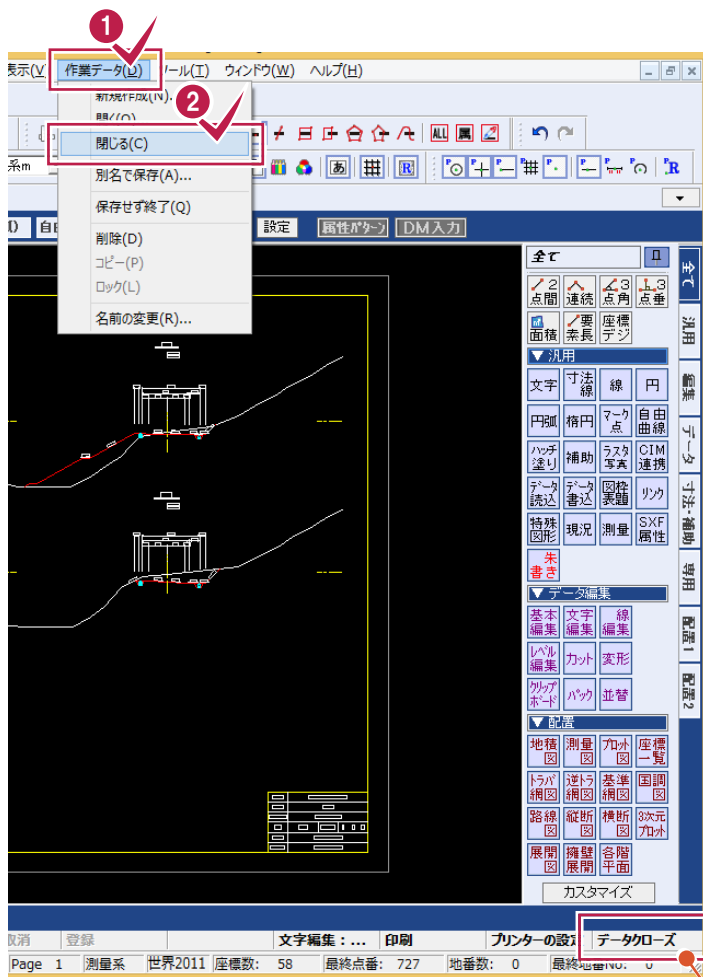 1
表示(V) 作業データ(D) ール(T) ウィンドウ(W) ヘルプ(H)
新規作成(N)
2
開く(O)
閉じる(C)
別名で保存(A)...
保存せず終了(Q)
削除(D)
コピー(P)
ロック(L)
名前の変更(R)...
ALL 属
系m
あ R
設定 属性パターン DM入力
全て
2点間 連続 3点角 3点垂
面積 要素長 座標デジ
▼ 汎用
文字 寸法線 線 円
円弧 楕円 マーク点 自由曲線
ハッチ塗り 補助 ラスタ写真 CIM連携
データ読込 データ書込 図枠表題 リンク
特殊図形 現況 測量 SXF属性
朱書き
▼ データ編集
基本編集 文字編集 線編集
レベル編集 カット 変形
クリップボード パック 並替
▼ 配置
地積図 測量図 プロット図 座標一覧
トラバ網図 逆トラ網図 基準網図 国調図
路線図 縦断図 横断図 3次元プロット
展開図 擁壁展開 各階平面
カスタマイズ
全て
汎用
編集
データ
寸法・補助
専用
配置1
配置2
取消 登録 文字編集：... 印刷 プリンターの設定 データクローズ
Page 1 測量系 世界2011 座標数: 58 最終点番: 727 地番数: 0 最終地番No: 0